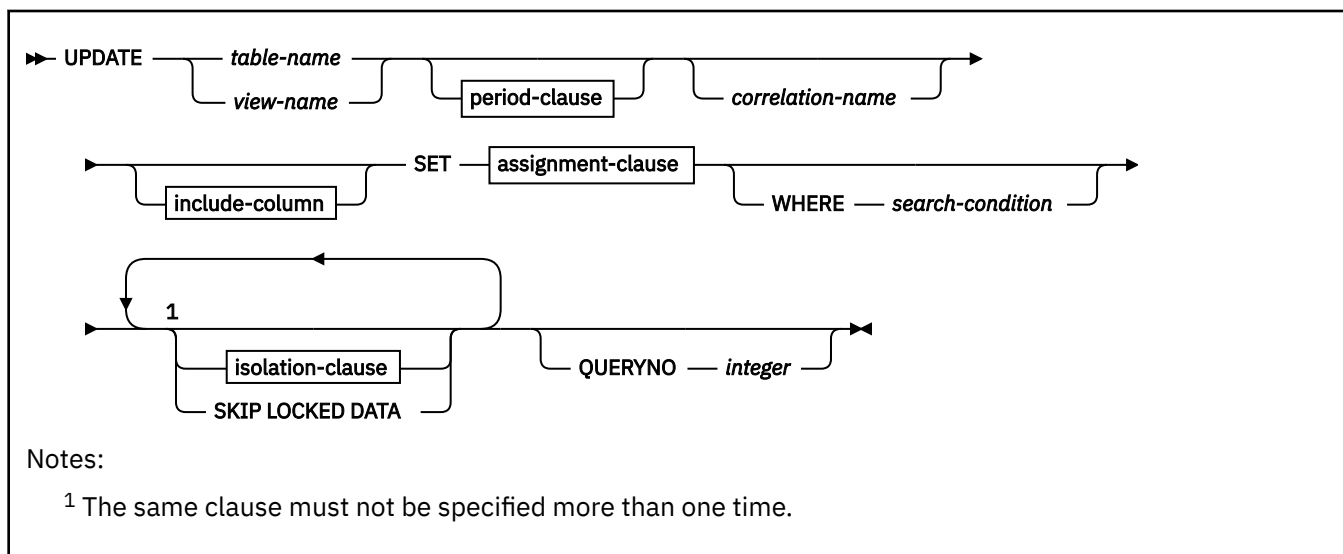 UPDATE table-name period-clause correlation-name
view-name
include-column SET assignment-clause WHERE search-condition
1
isolation-clause QUERYNO integer
SKIP LOCKED DATA
Notes:
1 The same clause must not be specified more than one time.